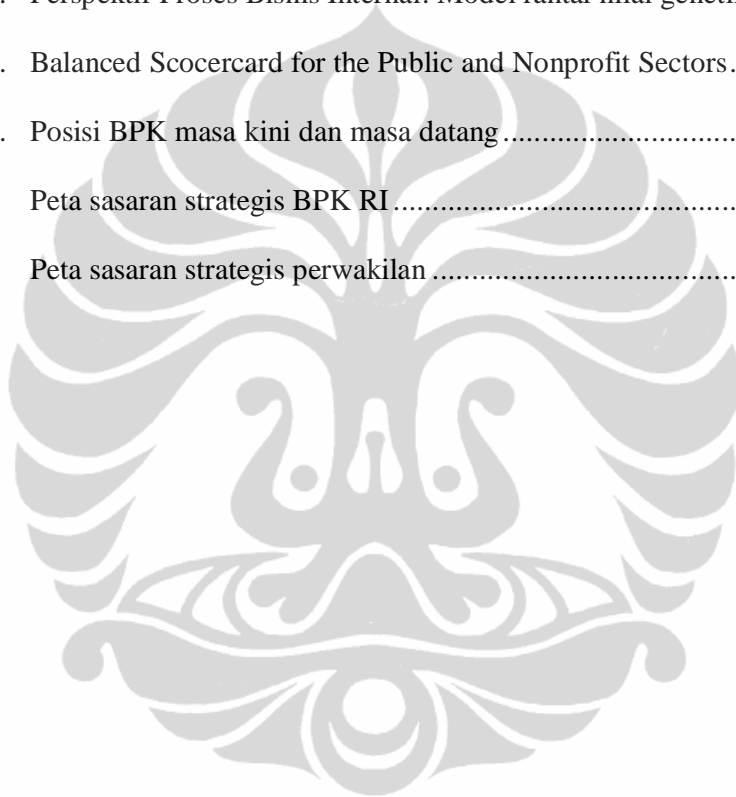 . Perspektif Proses Bisnis Internal: Model rantai nilai
. Balanced Scocercard for the Public and Nonprofit Sectors.
. Posisi BPK masa kini dan masa datang..............................
Peta sasaran strategis BPK RI............................................
Peta sasaran strategis perwakilan.......................................